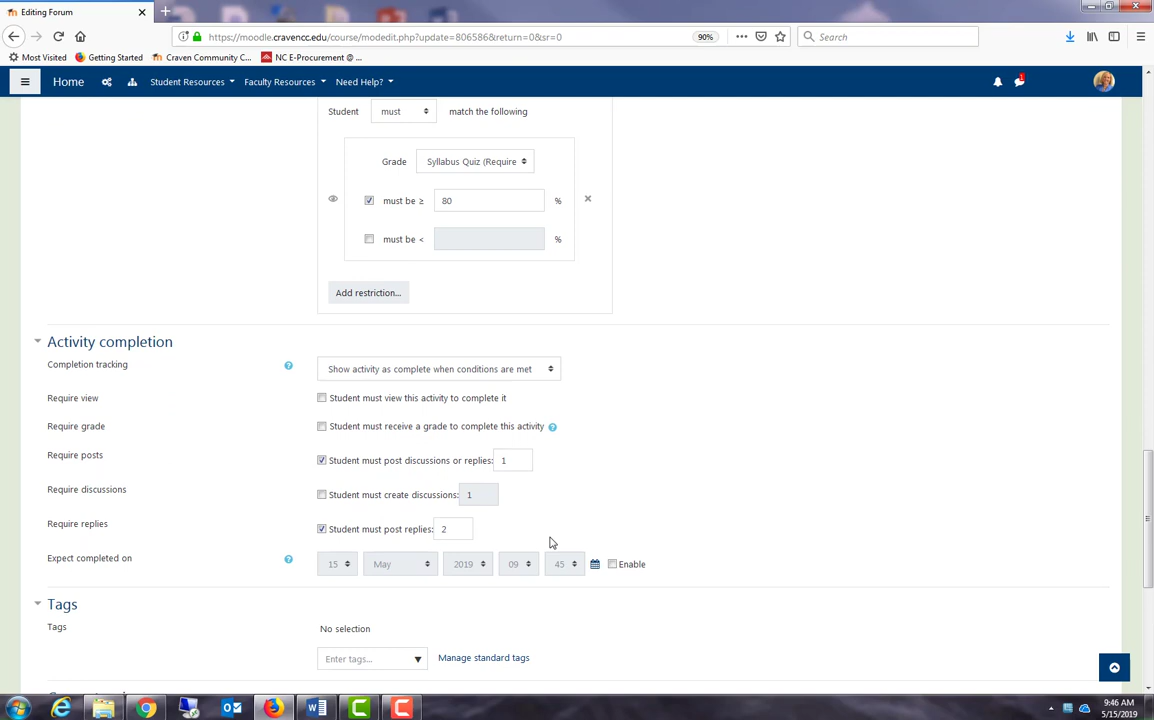 Editing Forum
https://moodle.cravencc.edu/course/modedit.php?update=806586&return=0&sr=0
90%
Search
Most Visited
Getting Started
Craven Community C...
NC E-Procurement @ ...
Home
Student Resources
Faculty Resources
Need Help?
Student must match the following
Grade Syllabus Quiz (Require
must be ≥ 80 %
must be < %
Add restriction...
Activity completion
Completion tracking
Show activity as complete when conditions are met
Require view
Student must view this activity to complete it
Require grade
Student must receive a grade to complete this activity
Require posts
Student must post discussions or replies: 1
Require discussions
Student must create discussions: 1
Require replies
Student must post replies: 2
Expect completed on
15 May 2019 09 45 Enable
Tags
Tags
No selection
Enter tags...
Manage standard tags
9:46 AM
5/15/2019